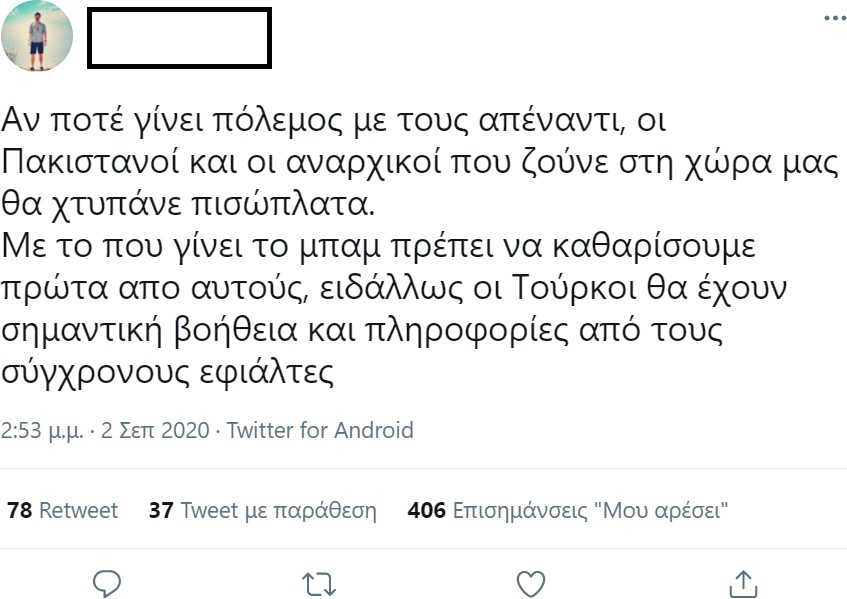 Αν ποτέ γίνει πόλεμος με τους απέναντι, οι
Πακιστανοί και οι αναρχικοί που ζούνε στη χώρα μας
θα χτυπάνε πισώπλατα.
Με το που γίνει το μπαμ πρέπει να καθαρίσουμε
πρώτα απο αυτούς, ειδάλλως οι Τούρκοι θα έχουν
σημαντική βοήθεια και πληροφορίες από τους
σύγχρονους εφιάλτες
2:53 μ.μ. · 2 Σεπ 2020 · Twitter for Android
78 Retweet 37 Tweet με παράθεση 406 Επισημάνσεις "Μου αρέσει"